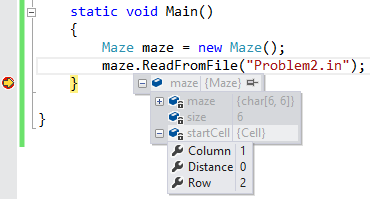 static void Main()
{
Maze maze = new Maze();
maze.ReadFromFile("Problem2.in");
}
maze {Maze}
maze {char[6, 6]}
size 6
startCell {Cell}
Column 1
Distance 0
Row 2
}